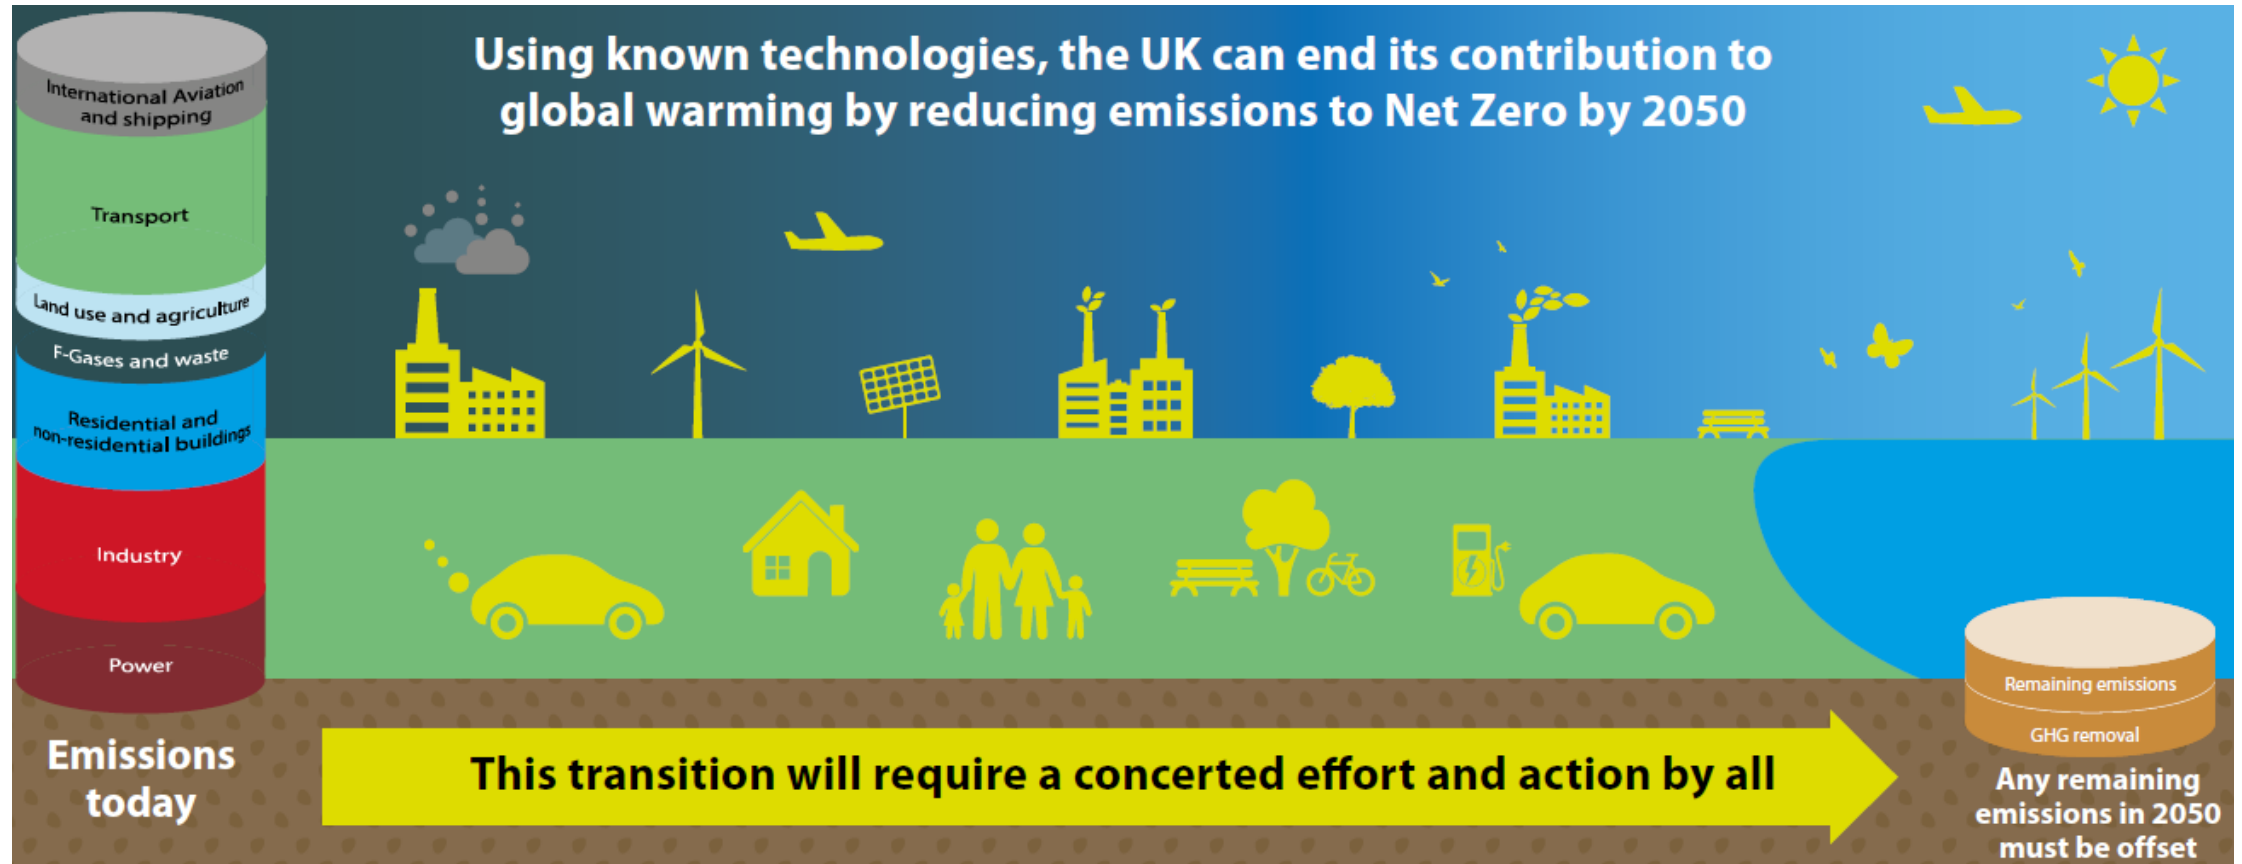 Using known technologies, the UK can end its contribution to
global warming by reducing emissions to Net Zero by 2050
International Aviation
and shipping
Transport
Land use and agriculture
F-Gases and waste
Residential and
non-residential buildings
Industry
Power
Emissions
today
This transition will require a concerted effort and action by all
Remaining emissions
GHG removal
Any remaining
emissions in 2050
must be offset